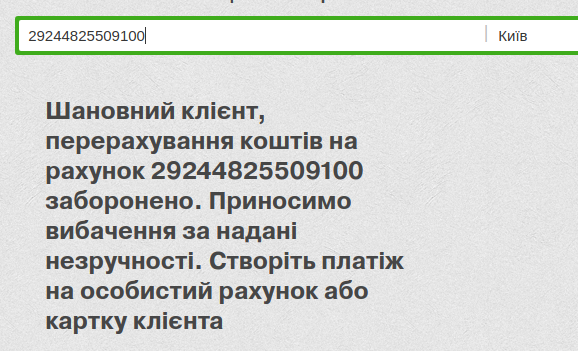 29244825509100
Київ
Шановний клієнт,
перерахування коштів на
рахунок 29244825509100
заборонено. Приносимо
вибачення за надані
незручності. Створіть платіж
на особистий рахунок або
картку клієнта